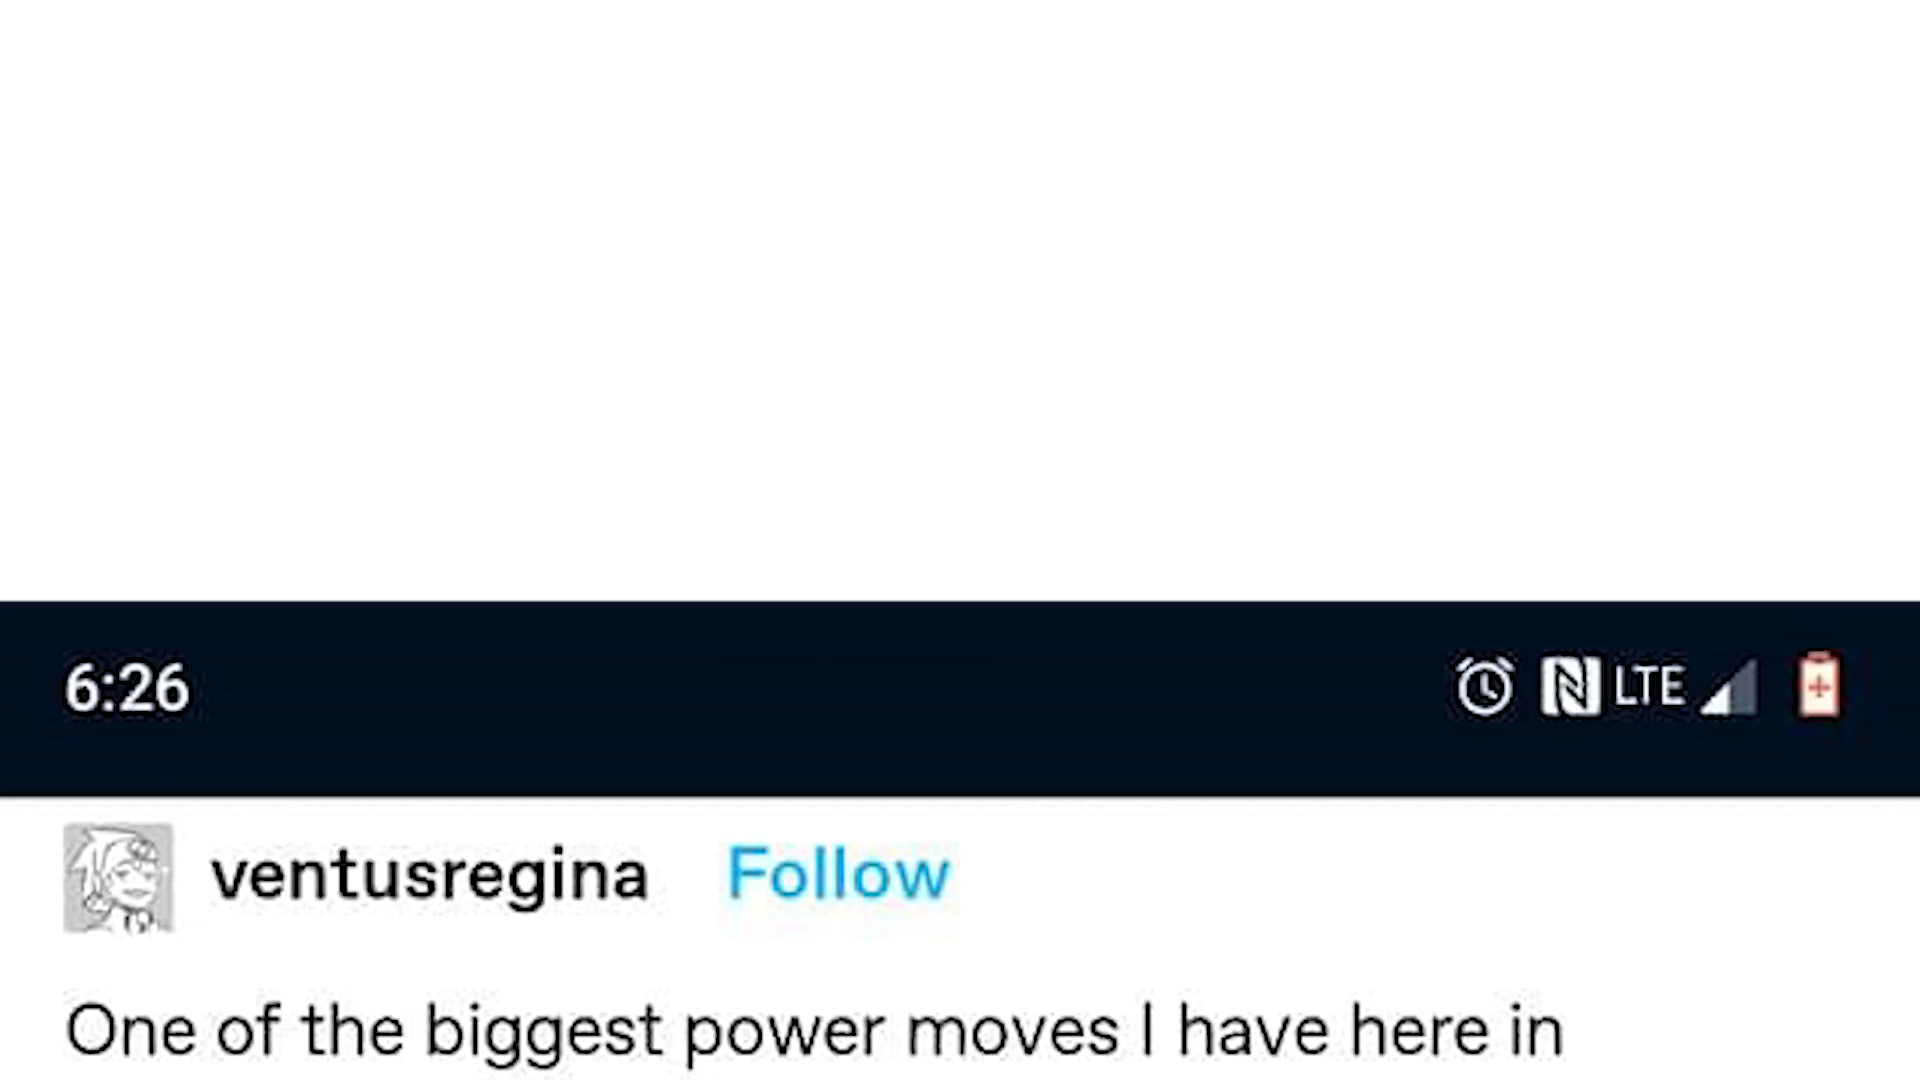 6:26 LTE
ventusregina Follow
One of the biggest power moves I have here in